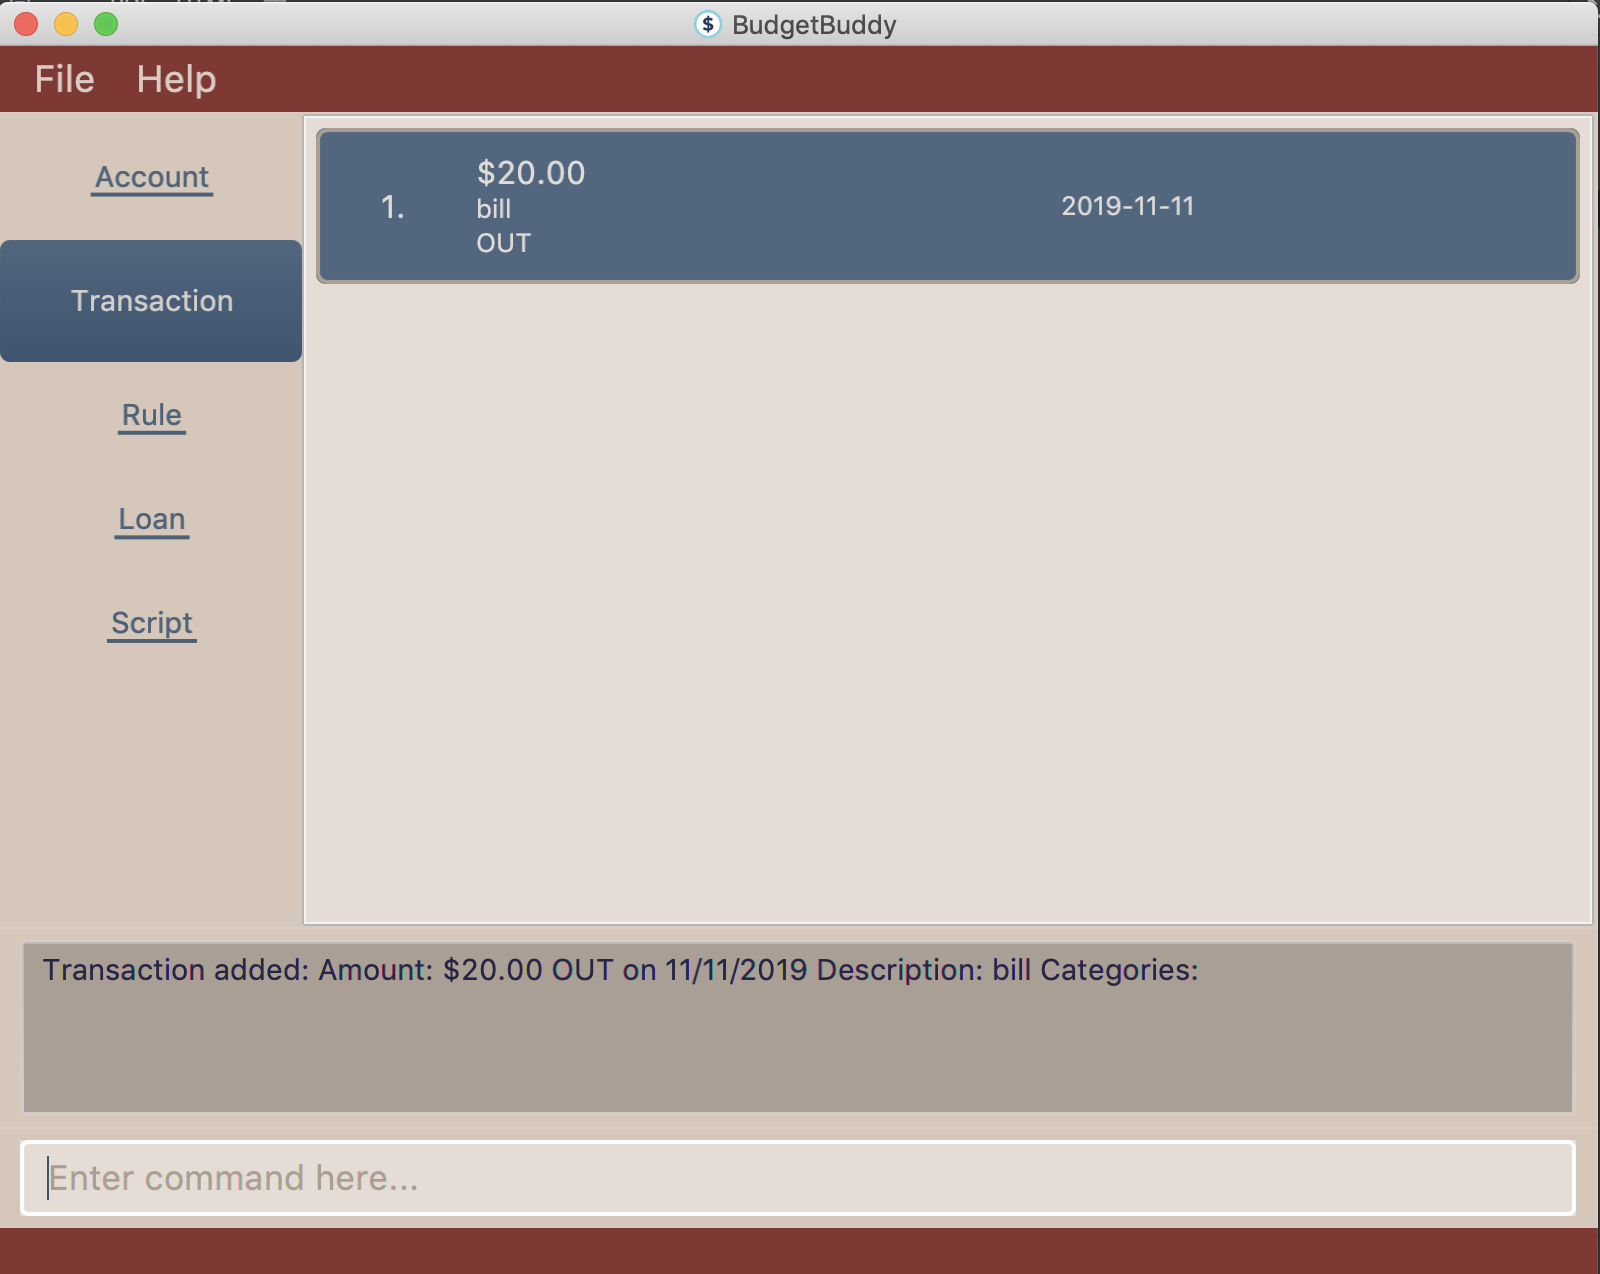 $ BudgetBuddy
File Help
Account
Transaction
Rule
Loan
Script
1.
$20.00
bill
OUT
2019-11-11
Transaction added: Amount: $20.00 OUT on 11/11/2019 Description: bill Categories:
Enter command here...